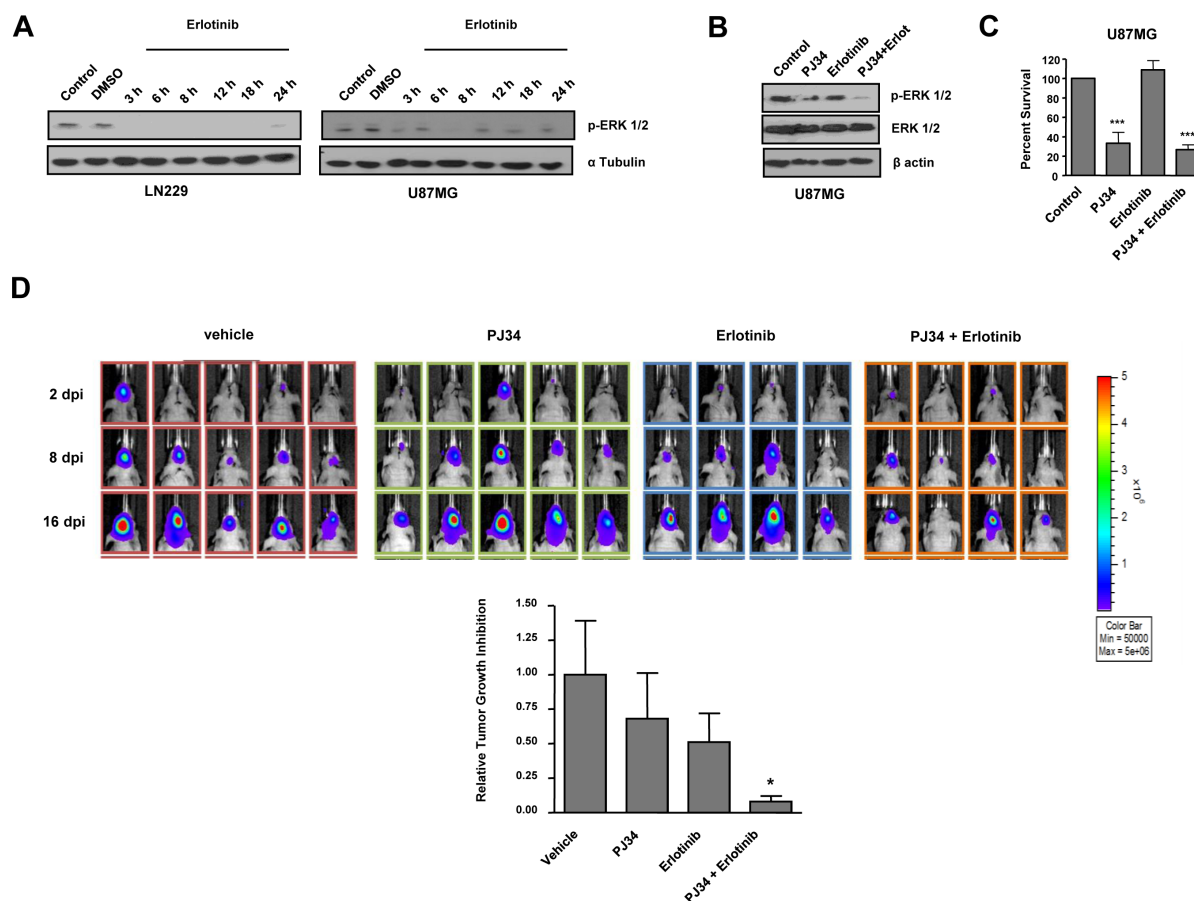 A
Erlotinib
Erlotinib
Control
DMSO
3 h
6 h
8 h
12 h
18 h
24 h
Control
DMSO
3 h
6 h
8 h
12 h
18 h
24 h
p-ERK 1/2
α Tubulin
LN229
U87MG
B
Control
PJ34
Erlotinib
PJ34+Erlot
p-ERK 1/2
ERK 1/2
β actin
U87MG
C
U87MG
Percent Survival
120
100
80
60
40
20
0
***
***
Control
PJ34
Erlotinib
PJ34 + Erlotinib
D
vehicle
PJ34
Erlotinib
PJ34 + Erlotinib
2 dpi
8 dpi
16 dpi
5
4
3
2
1
×10⁶
Color Bar
Min = 50000
Max = 5e+06
Relative Tumor Growth Inhibition
1.50
1.25
1.00
0.75
0.50
0.25
0.00
*
Vehicle
PJ34
Erlotinib
PJ34 + Erlotinib